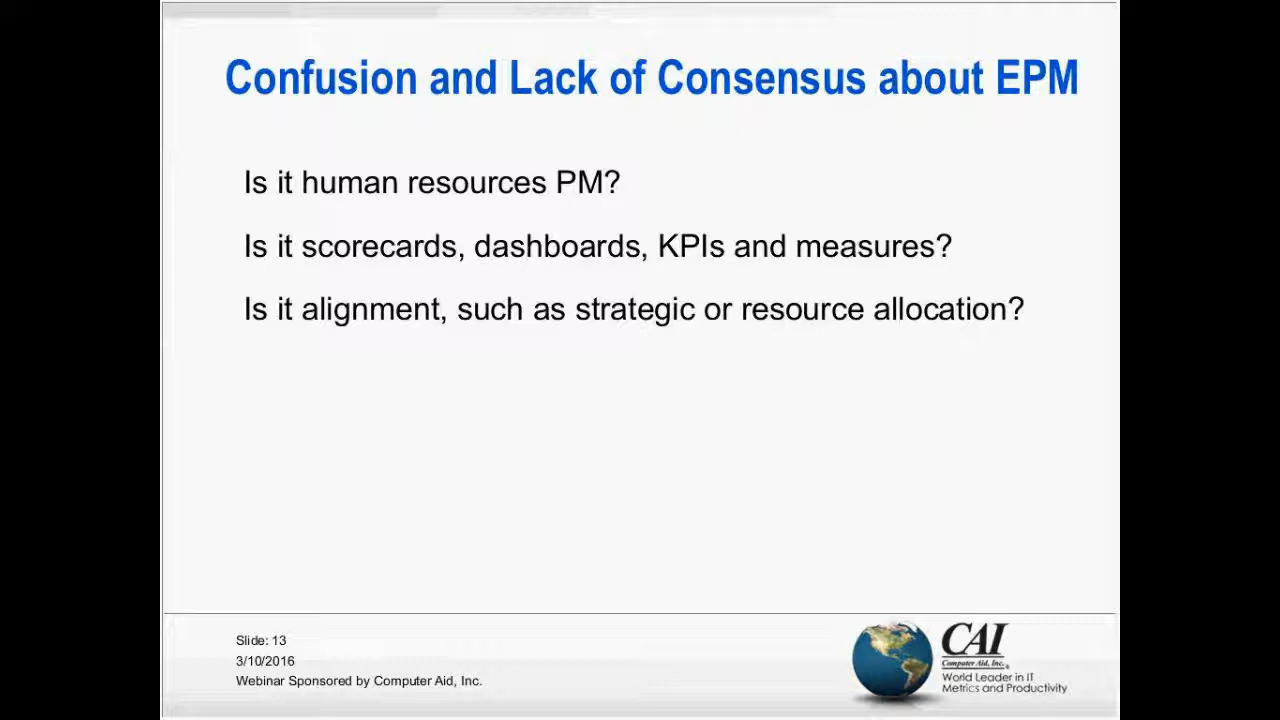 Confusion and Lack of Consensus about EPM
Is it human resources PM?
Is it scorecards, dashboards, KPIs and measures?
Is it alignment, such as strategic or resource allocation?
Slide: 13
3/10/2016
Webinar Sponsored by Computer Aid, Inc.
CAI
Computer Aid, Inc.®
World Leader in IT
Metrics and Productivity